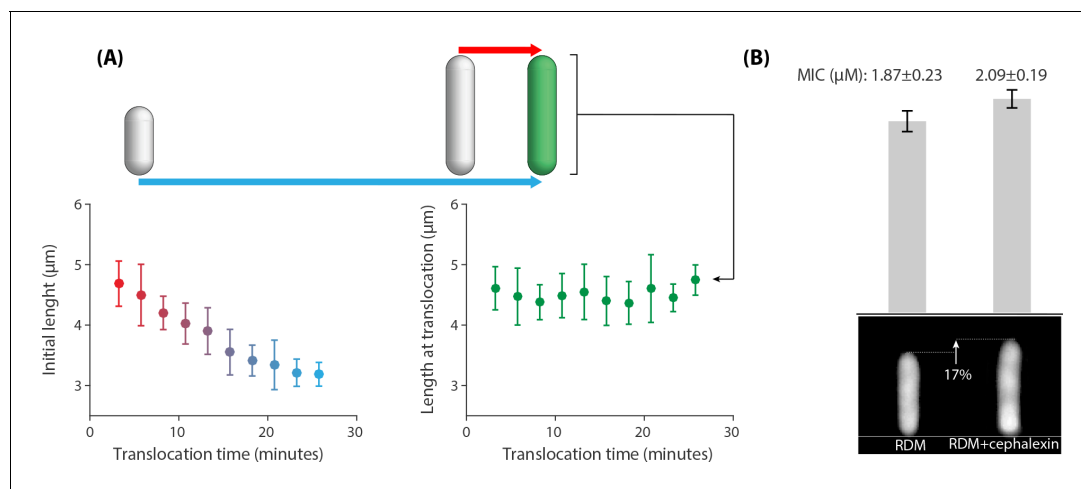 (A)
(B)
MIC (µM): 1.87±0.23
2.09±0.19
6
5
4
3
Initial lenght (µm)
0
10
20
30
Translocation time (minutes)
6
5
4
3
Length at translocation (µm)
0
10
20
30
Translocation time (minutes)
17%
RDM
RDM+cephalexin